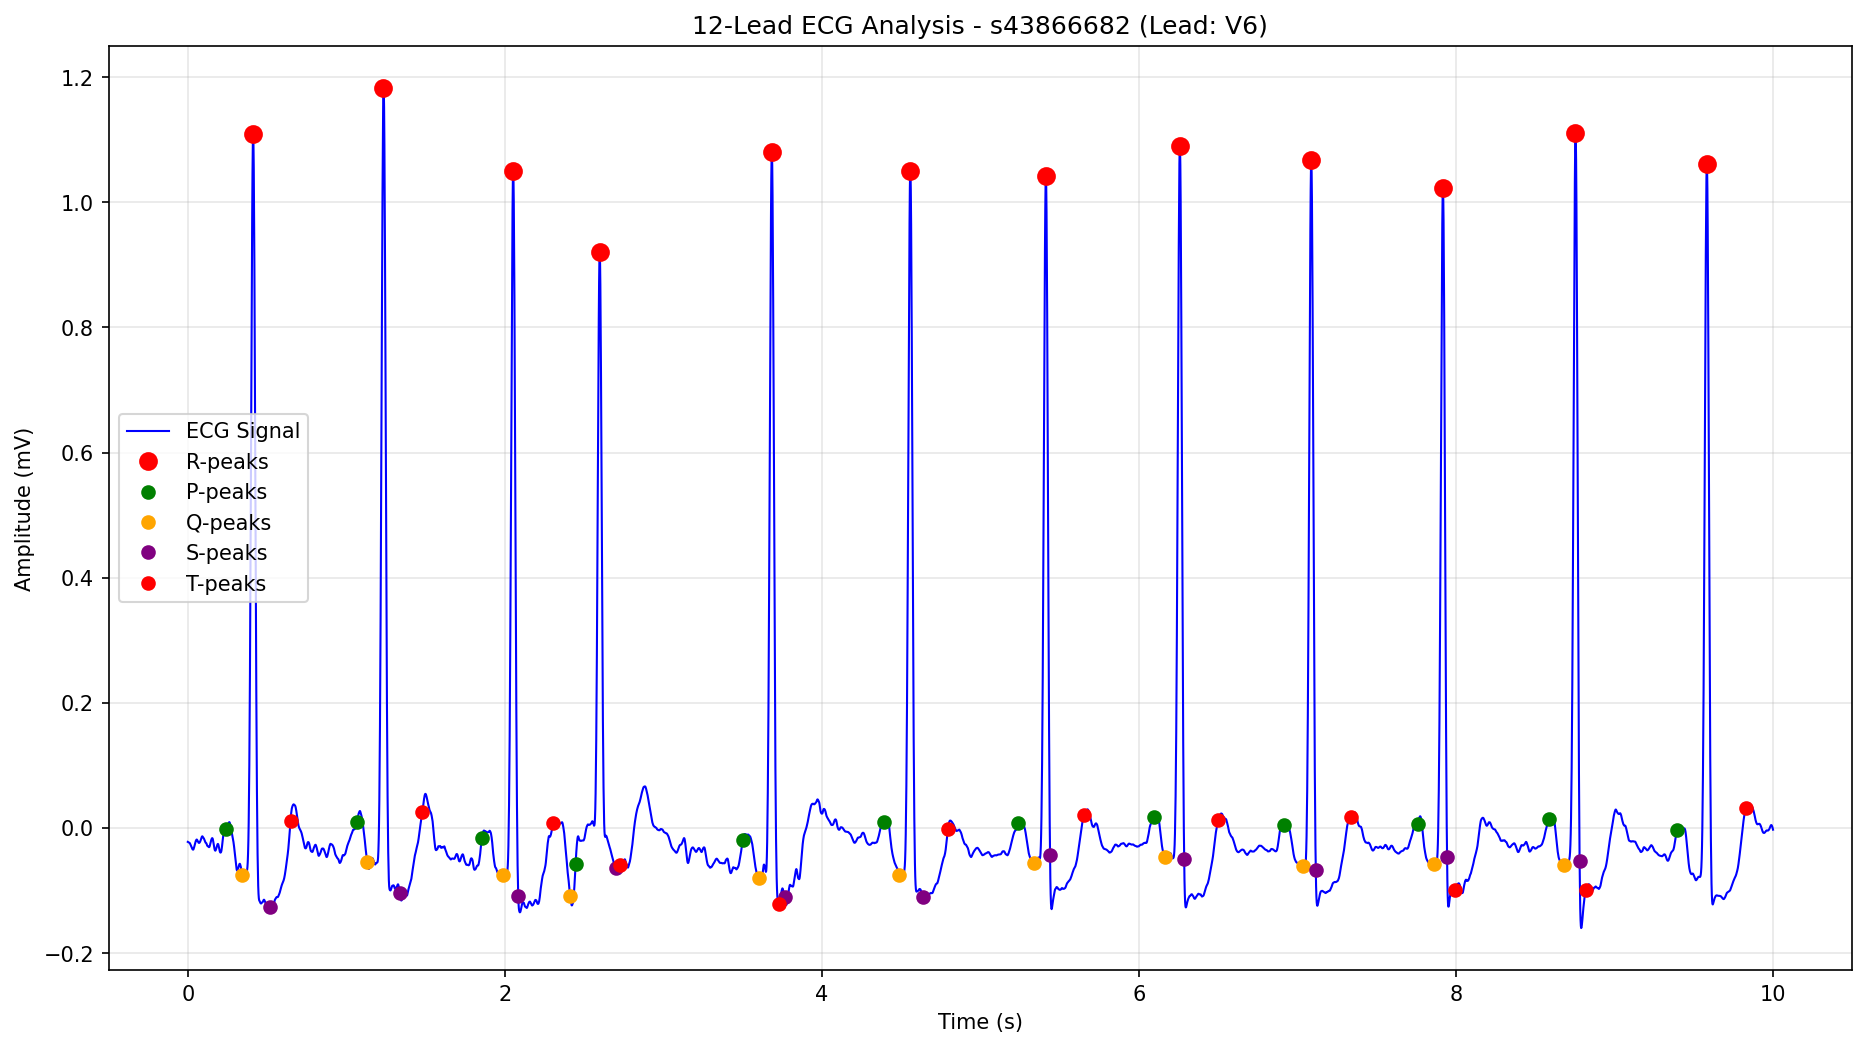 12-Lead ECG Analysis - s43866682 (Lead: V6)
1.2
1.0
0.8
0.6
0.4
0.2
0.0
−0.2
Amplitude (mV)
ECG Signal
R-peaks
P-peaks
Q-peaks
S-peaks
T-peaks
0 2 4 6 8 10
Time (s)